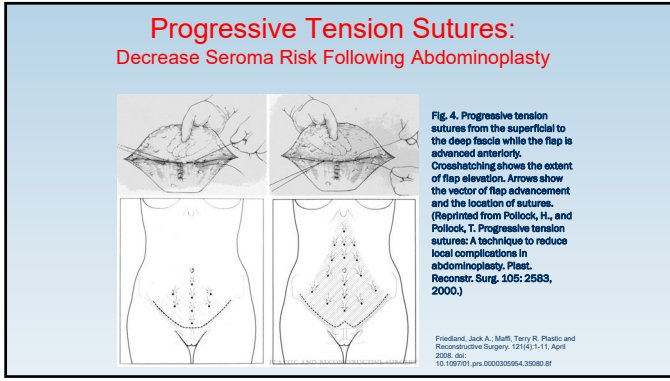 Progressive Tension Sutures:
Decrease Seroma Risk Following Abdominoplasty
Fig. 4. Progressive tension
sutures from the superficial to
the deep fascia while the flap is
advanced anteriorly.
Crosshatching shows the extent
of flap elevation. Arrows show
the vector of flap advancement
and the location of sutures.
(Reprinted from Pollock, H., and
Pollock, T. Progressive tension
sutures: A technique to reduce
local complications in
abdominoplasty. Plast.
Reconstr. Surg. 105: 2583,
2000.)
Friedland, Jack A.; Maffi, Terry R. Plastic and
Reconstructive Surgery. 121(4):1-11, April
2008. doi:
10.1097/01.prs.0000305954.35080.8f
PLASTIC AND RECONSTRUCTIVE SURGERY